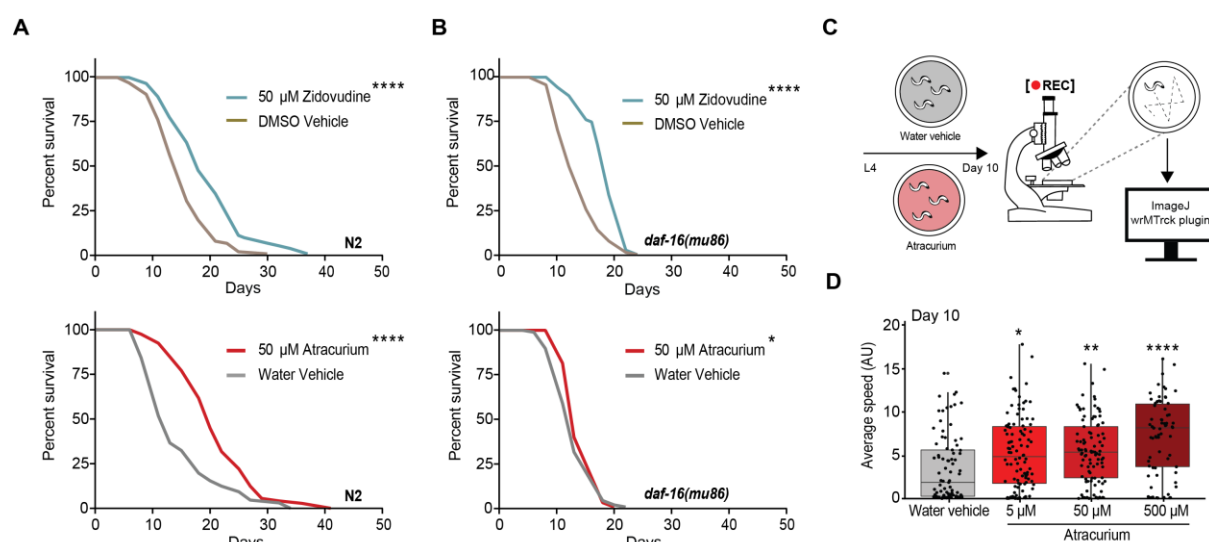 A
Percent survival
100
75
50
25
0
50 µM Zidovudine ****
DMSO Vehicle
N2
0 10 20 30 40 50
Days
Percent survival
100
75
50
25
0
50 µM Atracurium ****
Water Vehicle
N2
0 10 20 30 40 50
Days
B
Percent survival
100
75
50
25
0
50 µM Zidovudine ****
DMSO Vehicle
daf-16(mu86)
0 10 20 30 40 50
Days
Percent survival
100
75
50
25
0
50 µM Atracurium *
Water Vehicle
daf-16(mu86)
0 10 20 30 40 50
Days
C
[ REC]
Water vehicle
L4 Day 10
Atracurium
ImageJ
wrMTrck plugin
D
Average speed (AU)
Day 10
20
15
10
5
0
* ** ****
Water vehicle 5 µM 50 µM 500 µM
Atracurium